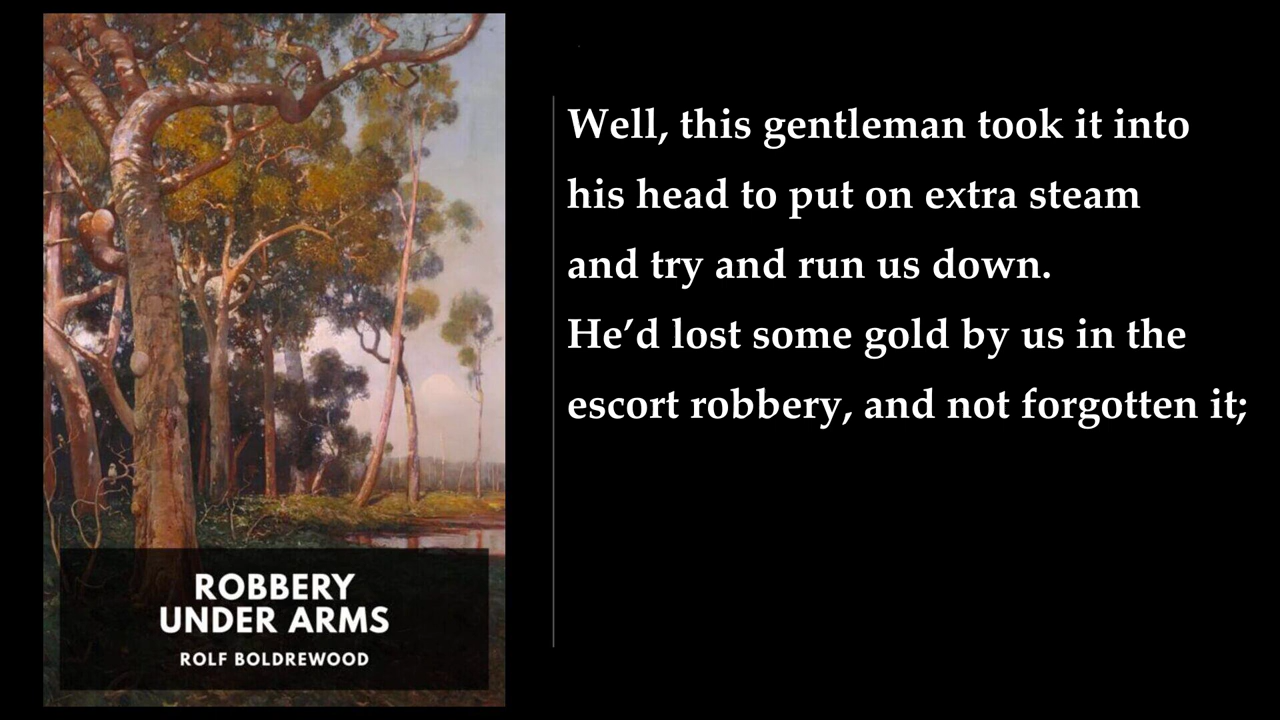 ROBBERY
UNDER ARMS
ROLF BOLDREWOOD
Well, this gentleman took it into
his head to put on extra steam
and try and run us down.
He’d lost some gold by us in the
escort robbery, and not forgotten it;